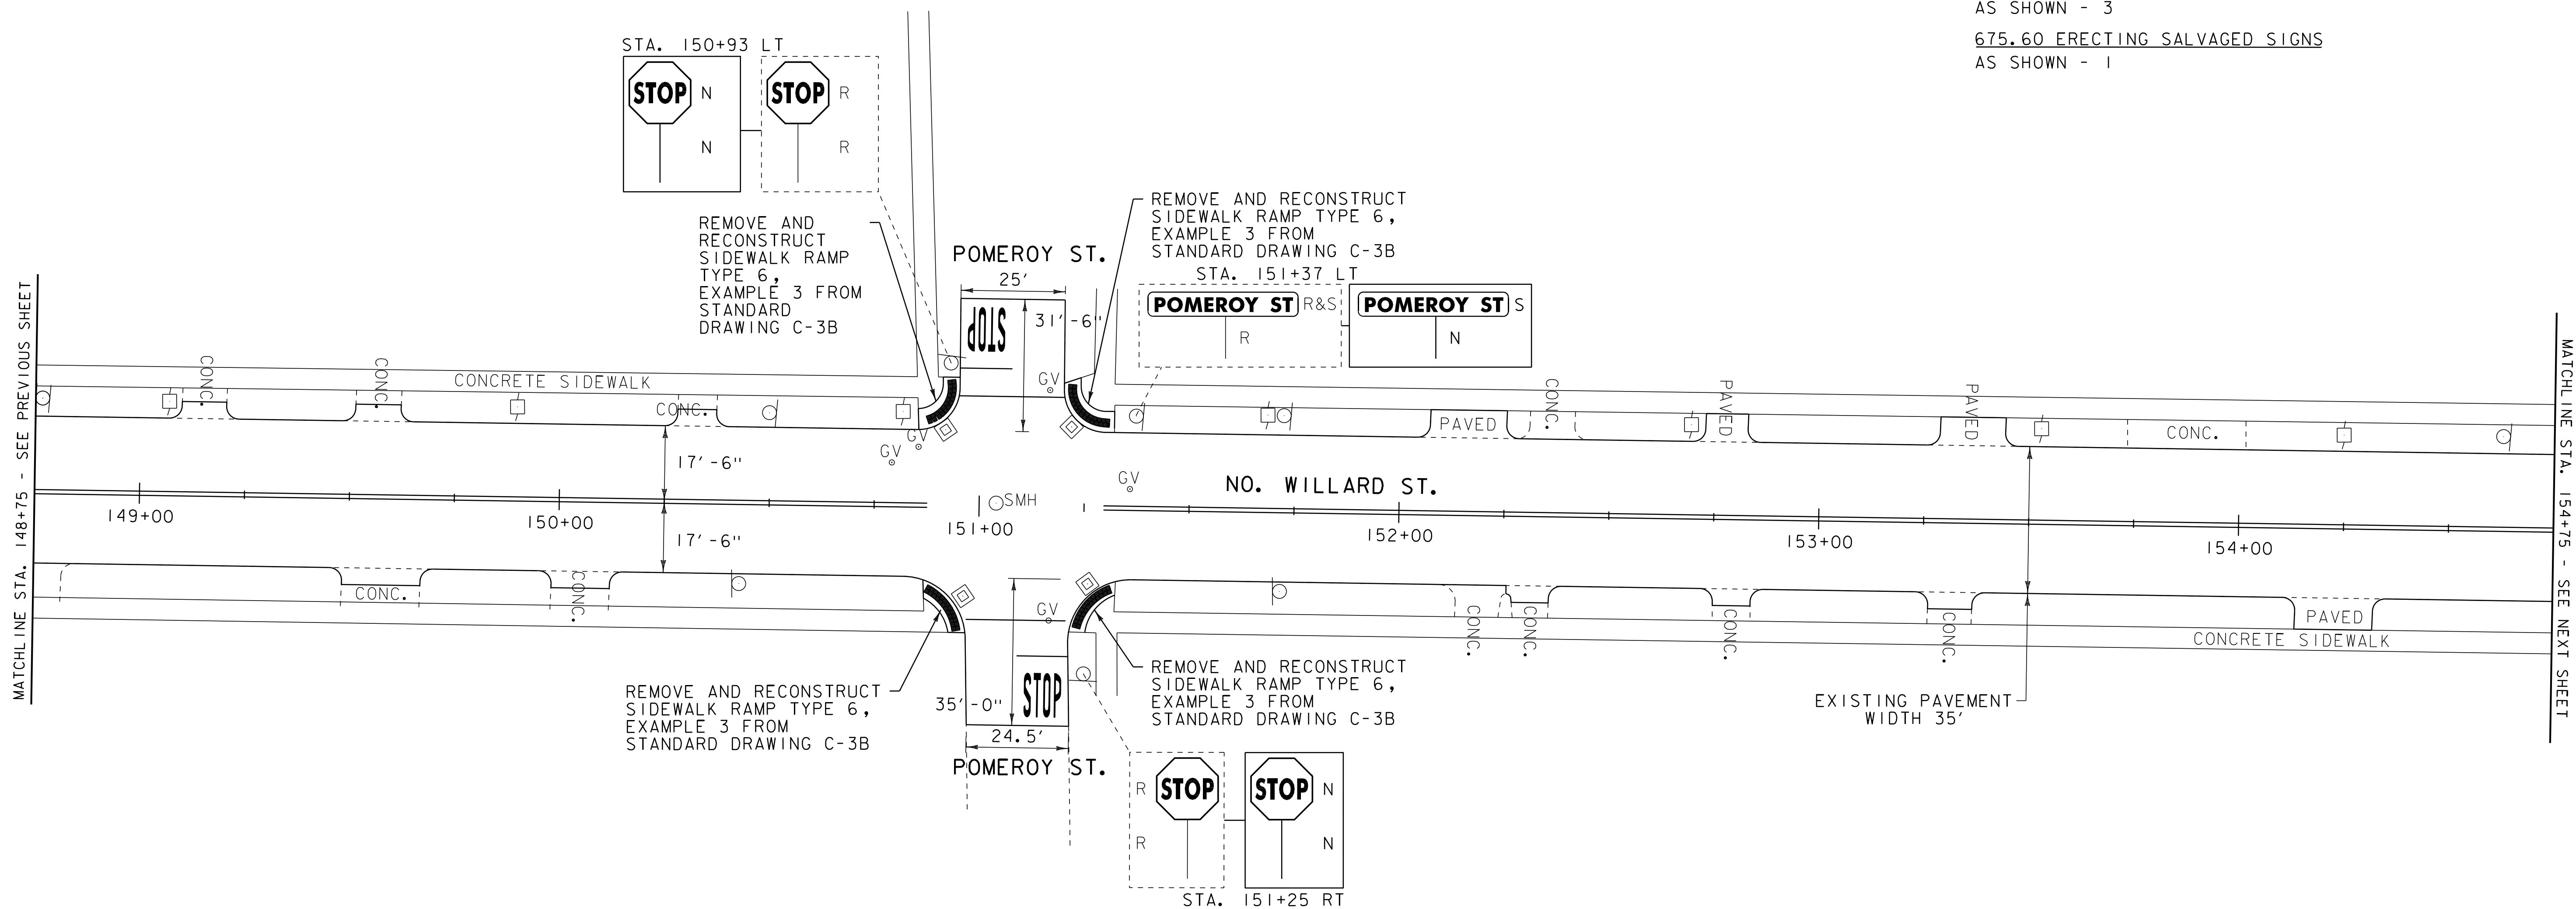 AS SHOWN - 3
675.60 ERECTING SALVAGED SIGNS
AS SHOWN - 1
STA. 150+93 LT
STOP N
N
STOP R
R
REMOVE AND
RECONSTRUCT
SIDEWALK RAMP
TYPE 6,
EXAMPLE 3 FROM
STANDARD
DRAWING C-3B
POMEROY ST.
25'
31'-6"
STOP
REMOVE AND RECONSTRUCT
SIDEWALK RAMP TYPE 6,
EXAMPLE 3 FROM
STANDARD DRAWING C-3B
STA. 151+37 LT
POMEROY ST R&S
R
POMEROY ST S
N
MATCHLINE STA. 148+75 - SEE PREVIOUS SHEET
CONC.
CONC.
CONCRETE SIDEWALK
CONC.
GV
GV
GV
GV
PAVED
CONC.
PAVED
PAVED
CONC.
17'-6"
17'-6"
NO. WILLARD ST.
SMH
149+00
150+00
151+00
152+00
153+00
154+00
MATCHLINE STA. 154+75 - SEE NEXT SHEET
CONC.
CONC.
GV
CONC.
CONC.
CONC.
CONC.
PAVED
CONCRETE SIDEWALK
REMOVE AND RECONSTRUCT
SIDEWALK RAMP TYPE 6,
EXAMPLE 3 FROM
STANDARD DRAWING C-3B
35'-0"
STOP
24.5'
POMEROY ST.
REMOVE AND RECONSTRUCT
SIDEWALK RAMP TYPE 6,
EXAMPLE 3 FROM
STANDARD DRAWING C-3B
EXISTING PAVEMENT
WIDTH 35'
R STOP
R
STOP N
N
STA. 151+25 RT